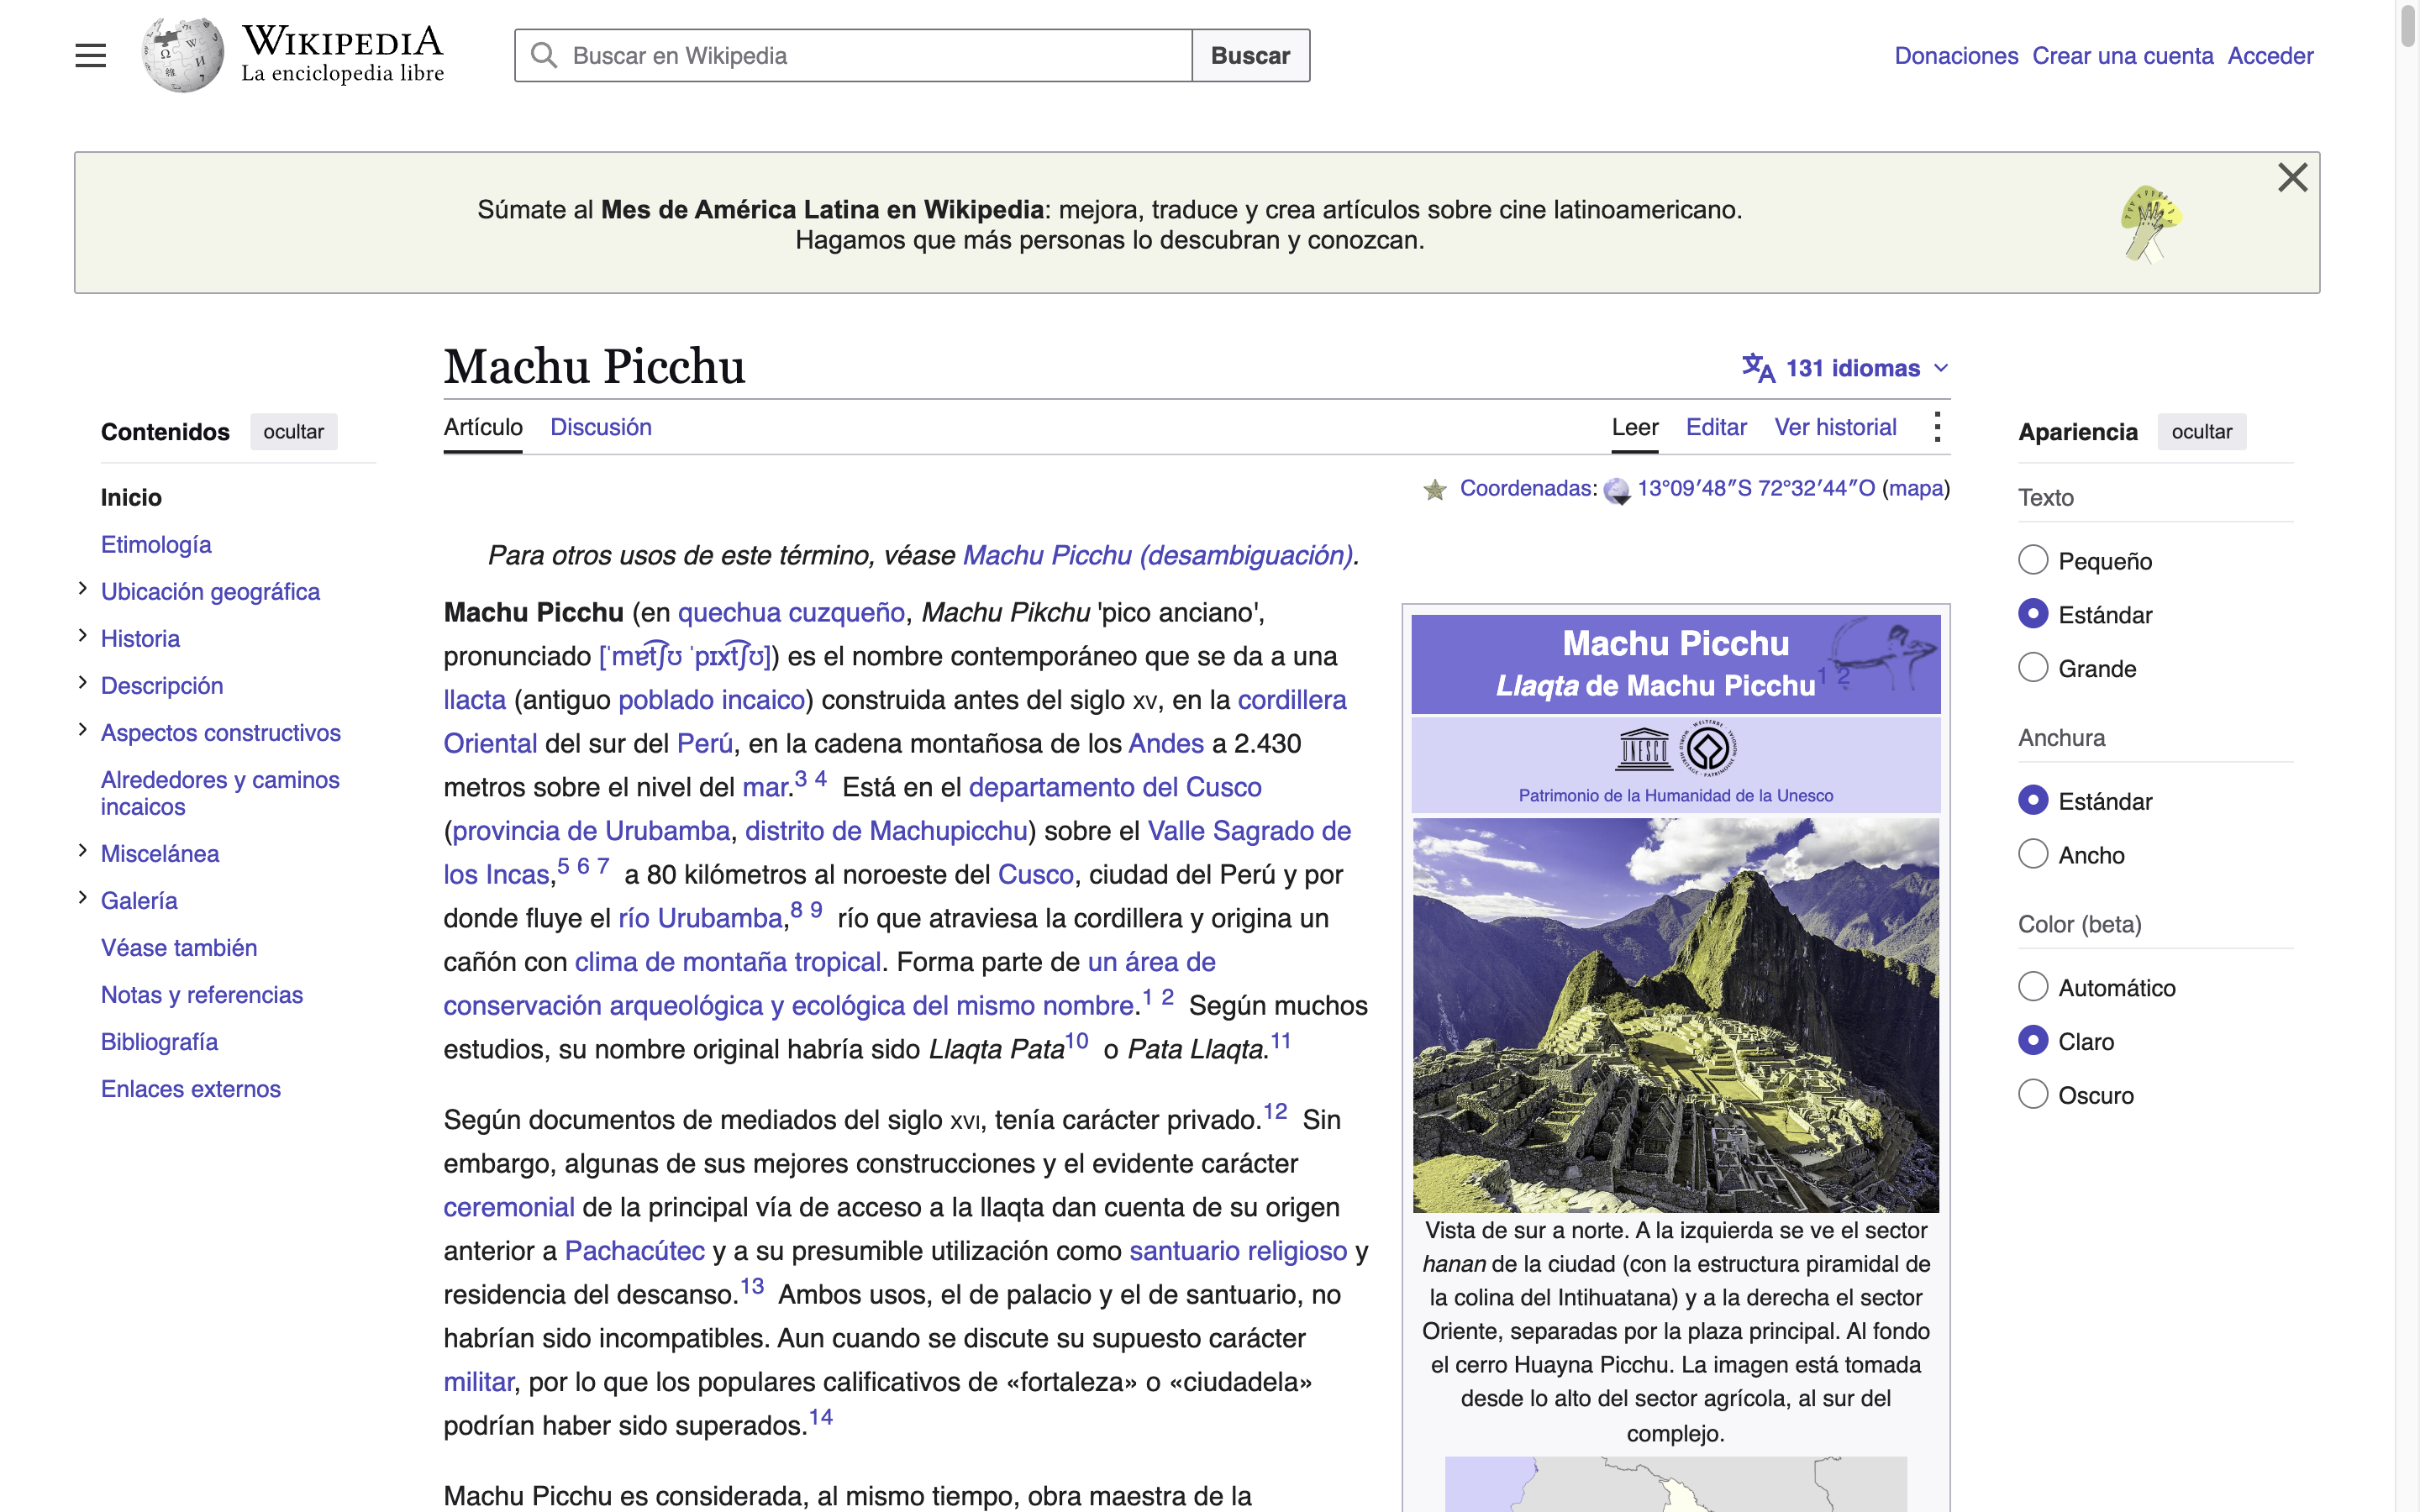 WIKIPEDIA
La enciclopedia libre
Buscar en Wikipedia
Buscar
Donaciones Crear una cuenta Acceder
Súmate al Mes de América Latina en Wikipedia: mejora, traduce y crea artículos sobre cine latinoamericano.
Hagamos que más personas lo descubran y conozcan.
Machu Picchu
131 idiomas
Artículo Discusión
Leer Editar Ver historial
Coordenadas: 13°09′48″S 72°32′44″O (mapa)
Contenidos ocultar
Inicio
Etimología
Ubicación geográfica
Historia
Descripción
Aspectos constructivos
Alrededores y caminos
incaicos
Miscelánea
Galería
Véase también
Notas y referencias
Bibliografía
Enlaces externos
Para otros usos de este término, véase Machu Picchu (desambiguación).
Machu Picchu (en quechua cuzqueño, Machu Pikchu 'pico anciano',
pronunciado [ˈmɐt͡ʃʊ ˈpɪxt͡ʃʊ]) es el nombre contemporáneo que se da a una
llacta (antiguo poblado incaico) construida antes del siglo XV, en la cordillera
Oriental del sur del Perú, en la cadena montañosa de los Andes a 2.430
metros sobre el nivel del mar.3 4 Está en el departamento del Cusco
(provincia de Urubamba, distrito de Machupicchu) sobre el Valle Sagrado de
los Incas,5 6 7 a 80 kilómetros al noroeste del Cusco, ciudad del Perú y por
donde fluye el río Urubamba,8 9 río que atraviesa la cordillera y origina un
cañón con clima de montaña tropical. Forma parte de un área de
conservación arqueológica y ecológica del mismo nombre.1 2 Según muchos
estudios, su nombre original habría sido Llaqta Pata10 o Pata Llaqta.11
Según documentos de mediados del siglo XVI, tenía carácter privado.12 Sin
embargo, algunas de sus mejores construcciones y el evidente carácter
ceremonial de la principal vía de acceso a la llaqta dan cuenta de su origen
anterior a Pachacútec y a su presumible utilización como santuario religioso y
residencia del descanso.13 Ambos usos, el de palacio y el de santuario, no
habrían sido incompatibles. Aun cuando se discute su supuesto carácter
militar, por lo que los populares calificativos de «fortaleza» o «ciudadela»
podrían haber sido superados.14
Machu Picchu es considerada, al mismo tiempo, obra maestra de la
Machu Picchu
Llaqta de Machu Picchu1 2
UNESCO
Patrimonio de la Humanidad de la Unesco
Vista de sur a norte. A la izquierda se ve el sector
hanan de la ciudad (con la estructura piramidal de
la colina del Intihuatana) y a la derecha el sector
Oriente, separadas por la plaza principal. Al fondo
el cerro Huayna Picchu. La imagen está tomada
desde lo alto del sector agrícola, al sur del
complejo.
Apariencia ocultar
Texto
Pequeño
Estándar
Grande
Anchura
Estándar
Ancho
Color (beta)
Automático
Claro
Oscuro